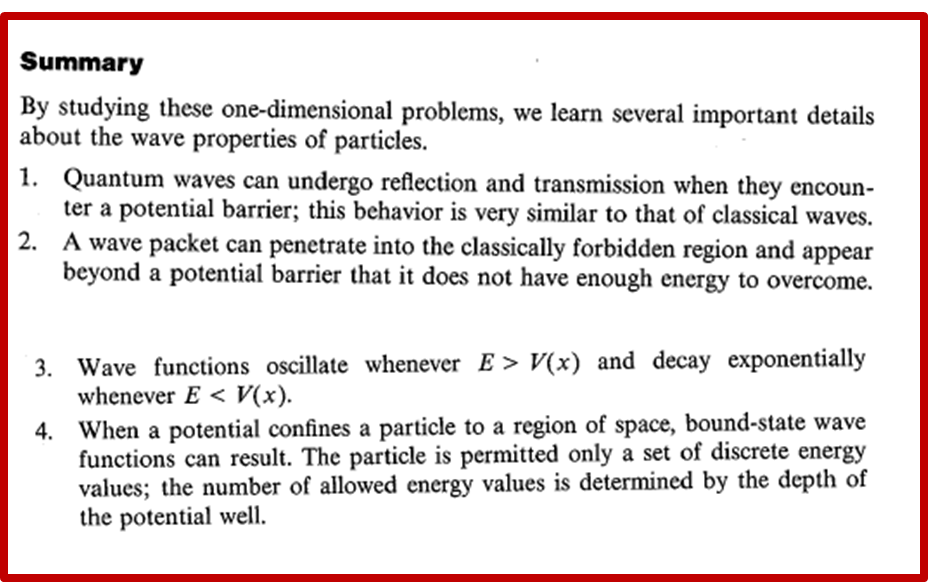 Summary
By studying these one-dimensional problems, we learn several important details
about the wave properties of particles.
1. Quantum waves can undergo reflection and transmission when they encoun-
ter a potential barrier; this behavior is very similar to that of classical waves.
2. A wave packet can penetrate into the classically forbidden region and appear
beyond a potential barrier that it does not have enough energy to overcome.
3. Wave functions oscillate whenever E > V(x) and decay exponentially
whenever E < V(x).
4. When a potential confines a particle to a region of space, bound-state wave
functions can result. The particle is permitted only a set of discrete energy
values; the number of allowed energy values is determined by the depth of
the potential well.